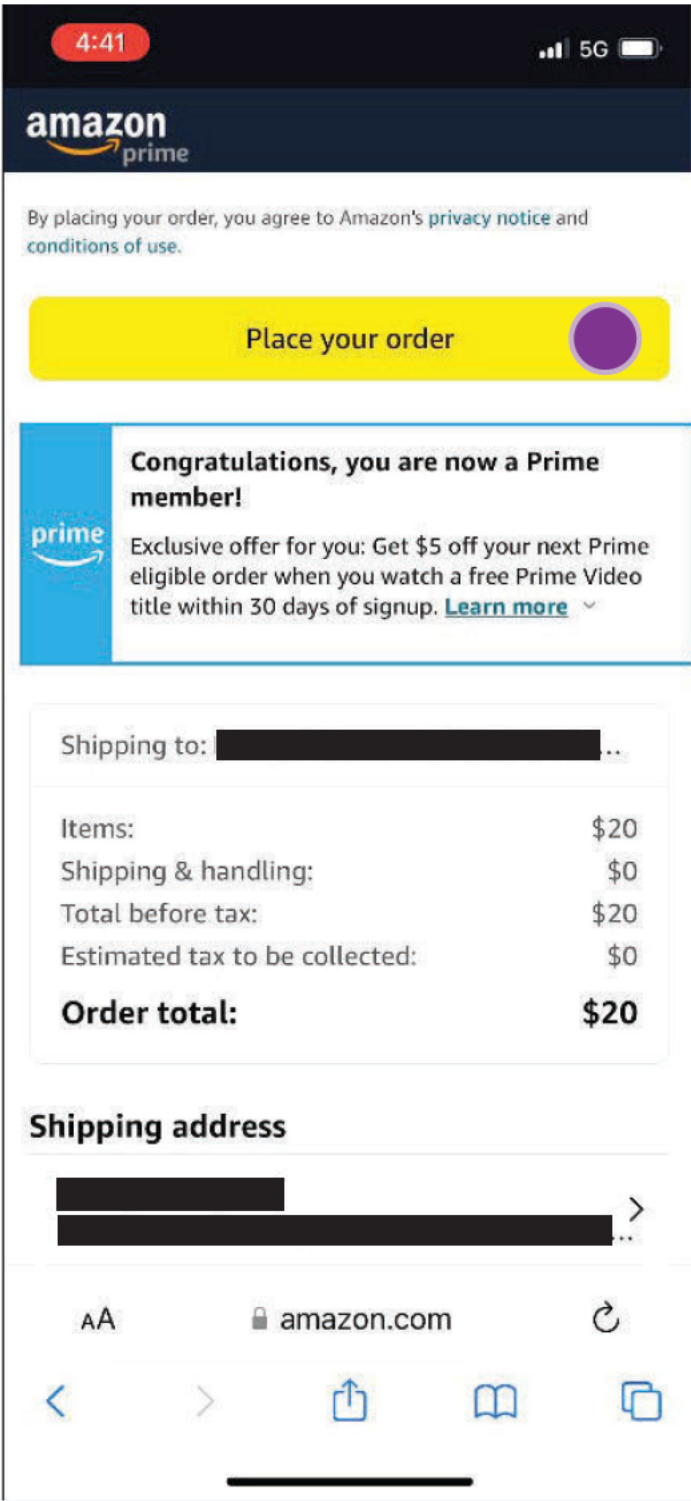 4:41 5G
amazon
prime
By placing your order, you agree to Amazon's privacy notice and
conditions of use.
Place your order
Congratulations, you are now a Prime
member!
prime
Exclusive offer for you: Get $5 off your next Prime
eligible order when you watch a free Prime Video
title within 30 days of signup. Learn more
Shipping to: ...
Items: $20
Shipping & handling: $0
Total before tax: $20
Estimated tax to be collected: $0
Order total: $20
Shipping address
...
AA amazon.com